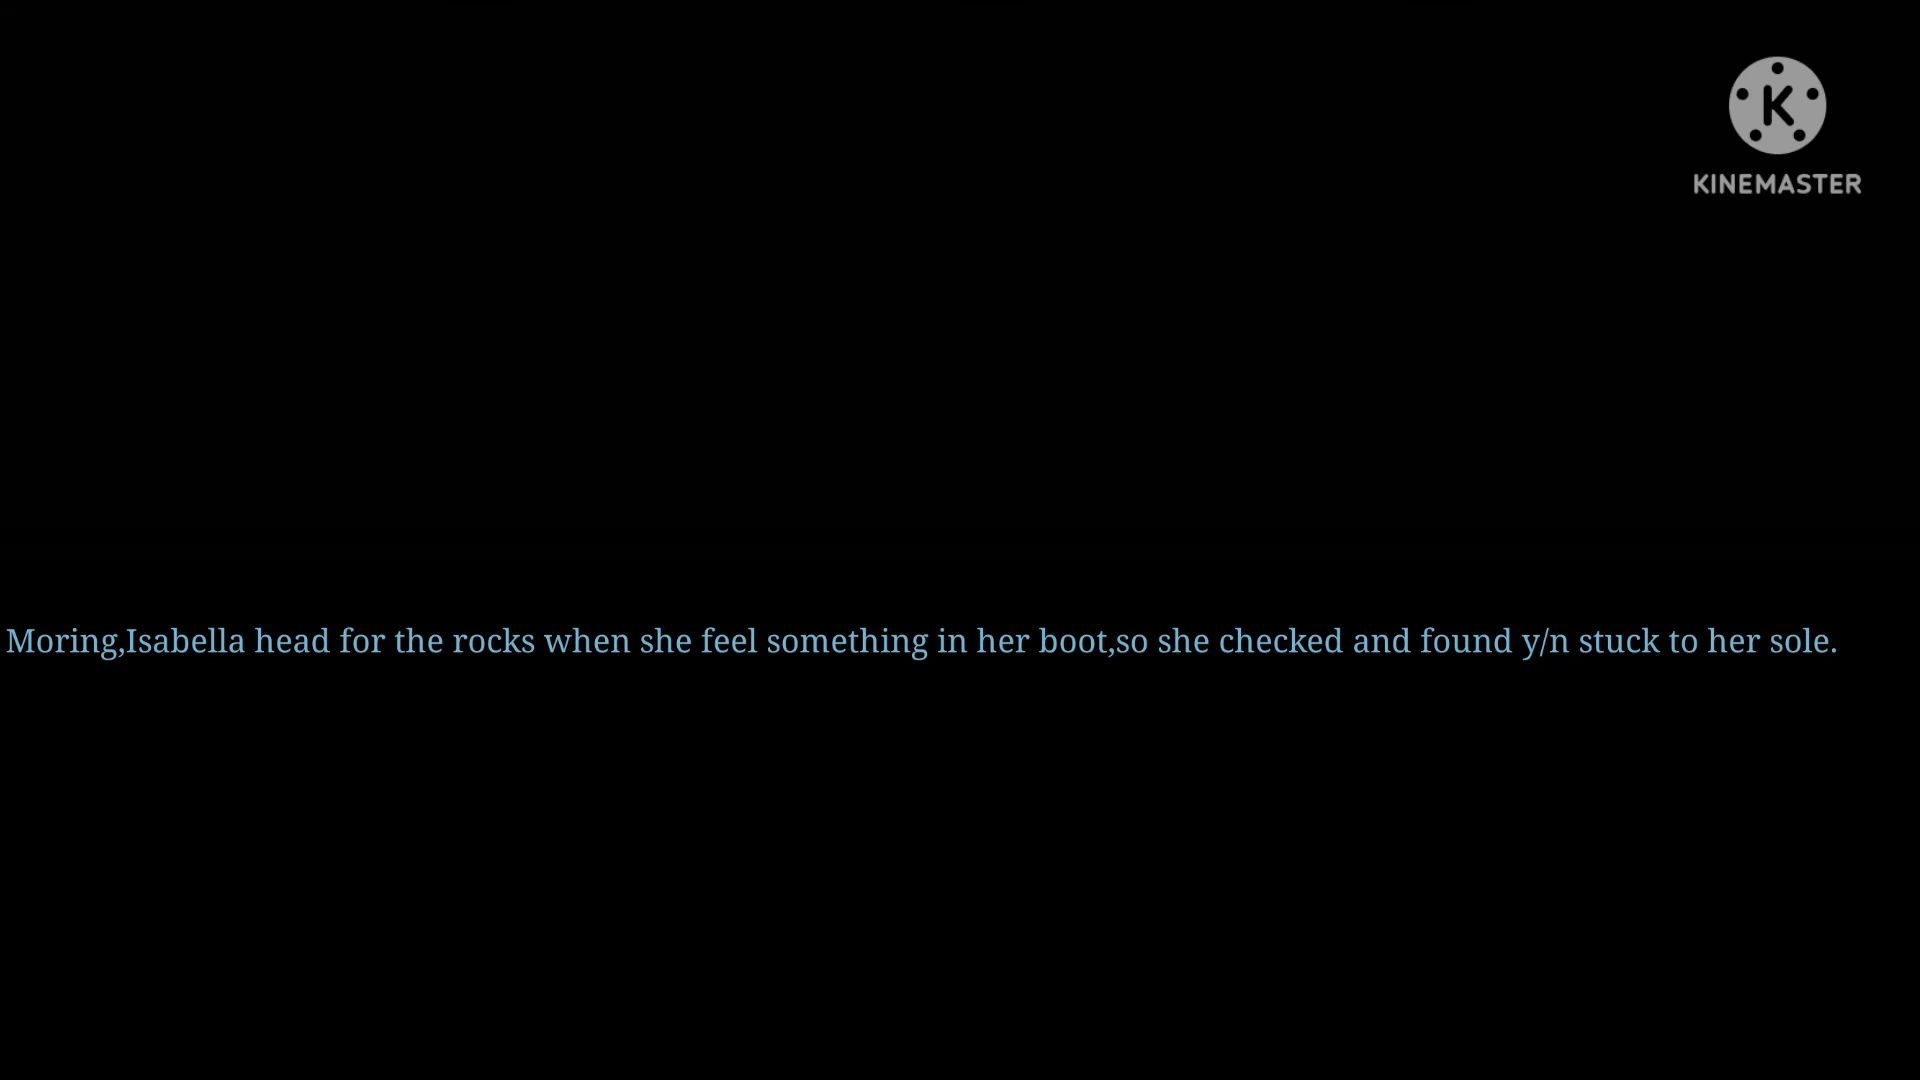 K
KINEMASTER
Moring,Isabella head for the rocks when she feel something in her boot,so she checked and found y/n stuck to her sole.